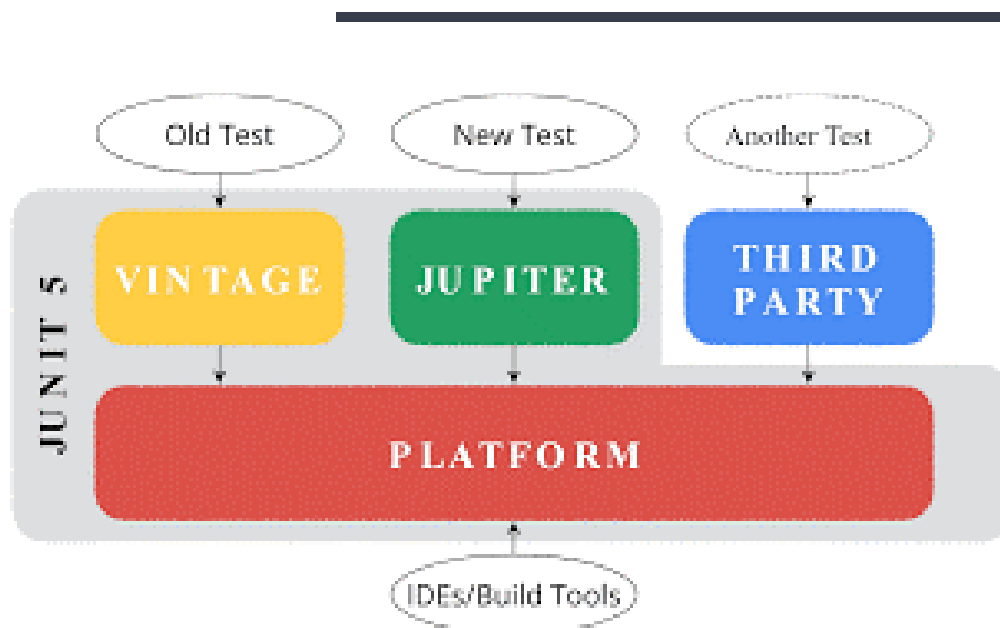 Old Test
New Test
Another Test
JUNIT 5
VINTAGE
JUPITER
THIRD
PARTY
PLATFORM
IDEs/Build Tools